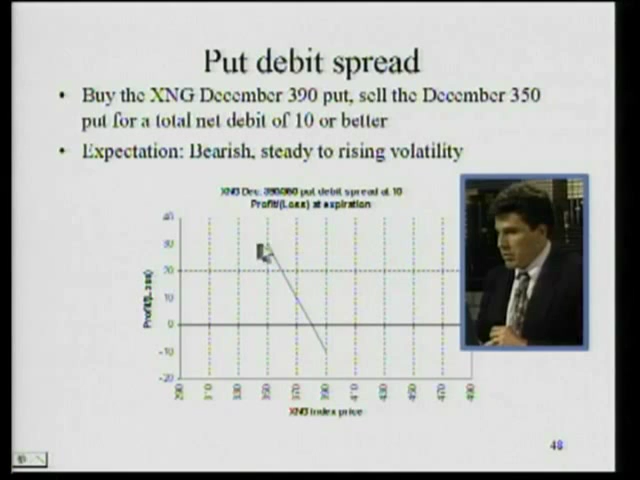 Put debit spread
• Buy the XNG December 390 put, sell the December 350
put for a total net debit of 10 or better
• Expectation: Bearish, steady to rising volatility
XNG Dec. 390/350 put debit spread at 10
Profit/(Loss) at expiration
Profit/(Loss)
40
30
20
10
0
-10
-20
290 310 330 350 370 390 410 430 450 470 490
XNG index price
48